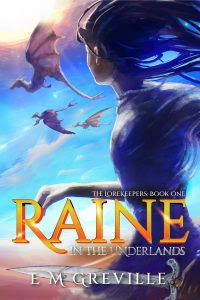 The Lorekeepers: Book One
RAINE
IN THE UNDERLANDS
E M GREVILLE